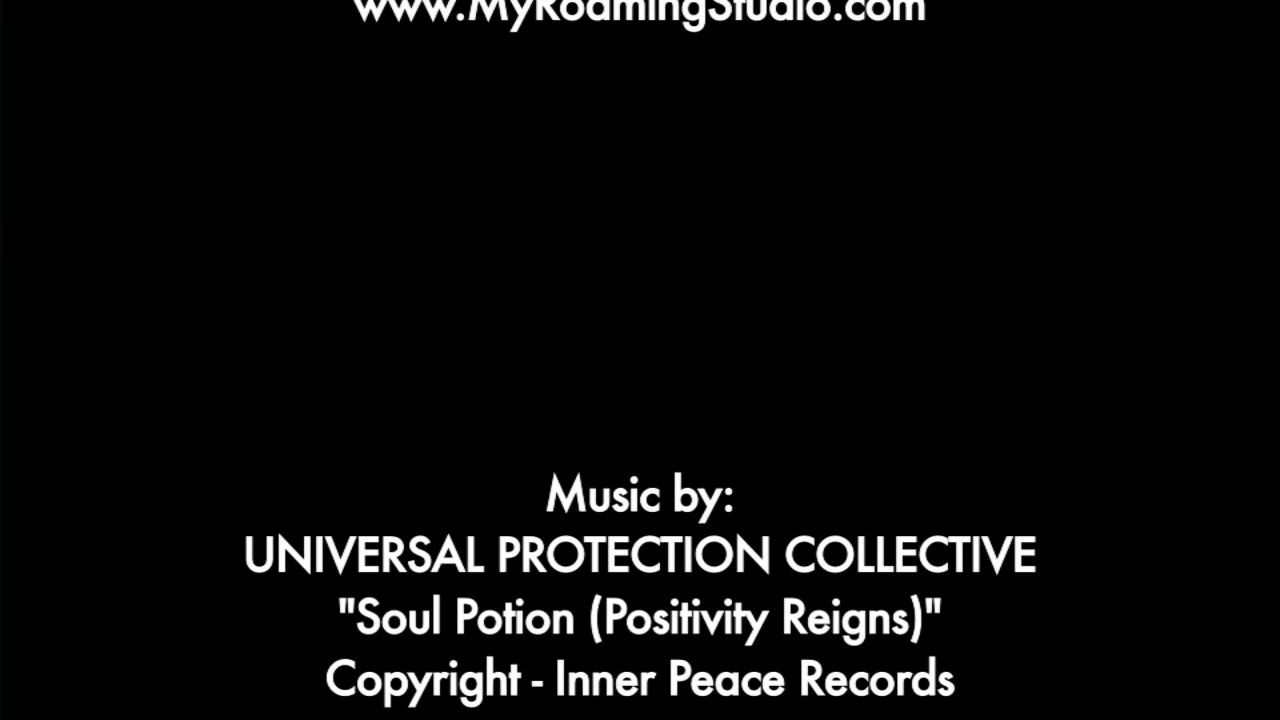 www.MyRoamingStudio.com
Music by:
UNIVERSAL PROTECTION COLLECTIVE
"Soul Potion (Positivity Reigns)"
Copyright - Inner Peace Records